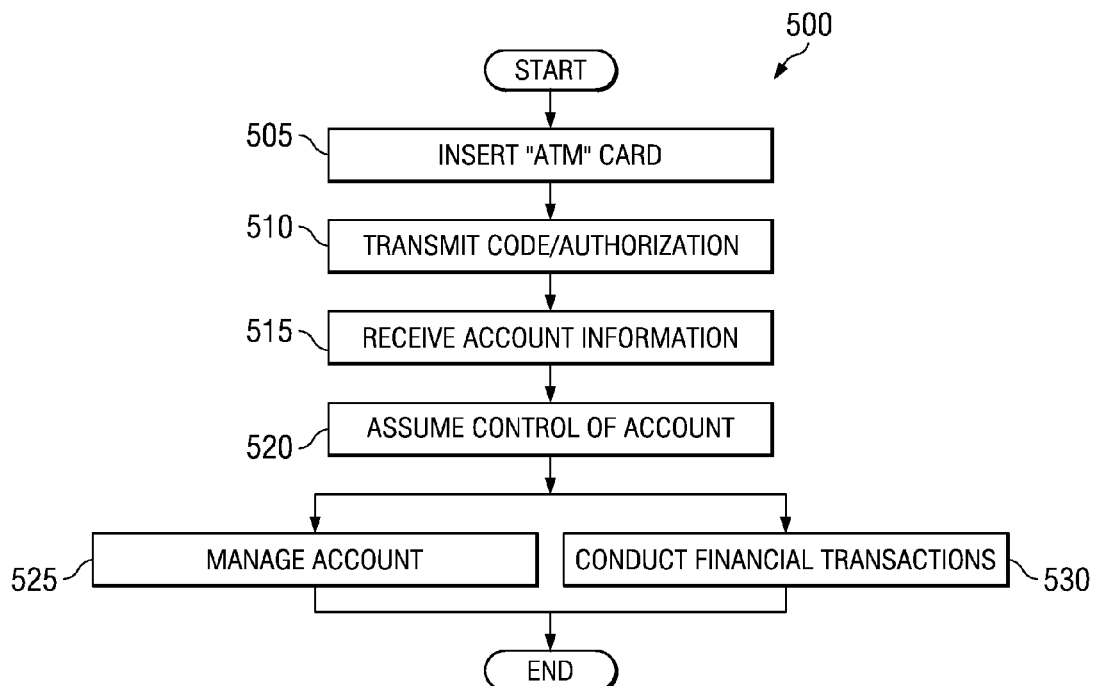 500
START
505
INSERT "ATM" CARD
510
TRANSMIT CODE/AUTHORIZATION
515
RECEIVE ACCOUNT INFORMATION
520
ASSUME CONTROL OF ACCOUNT
525
MANAGE ACCOUNT
CONDUCT FINANCIAL TRANSACTIONS
530
END